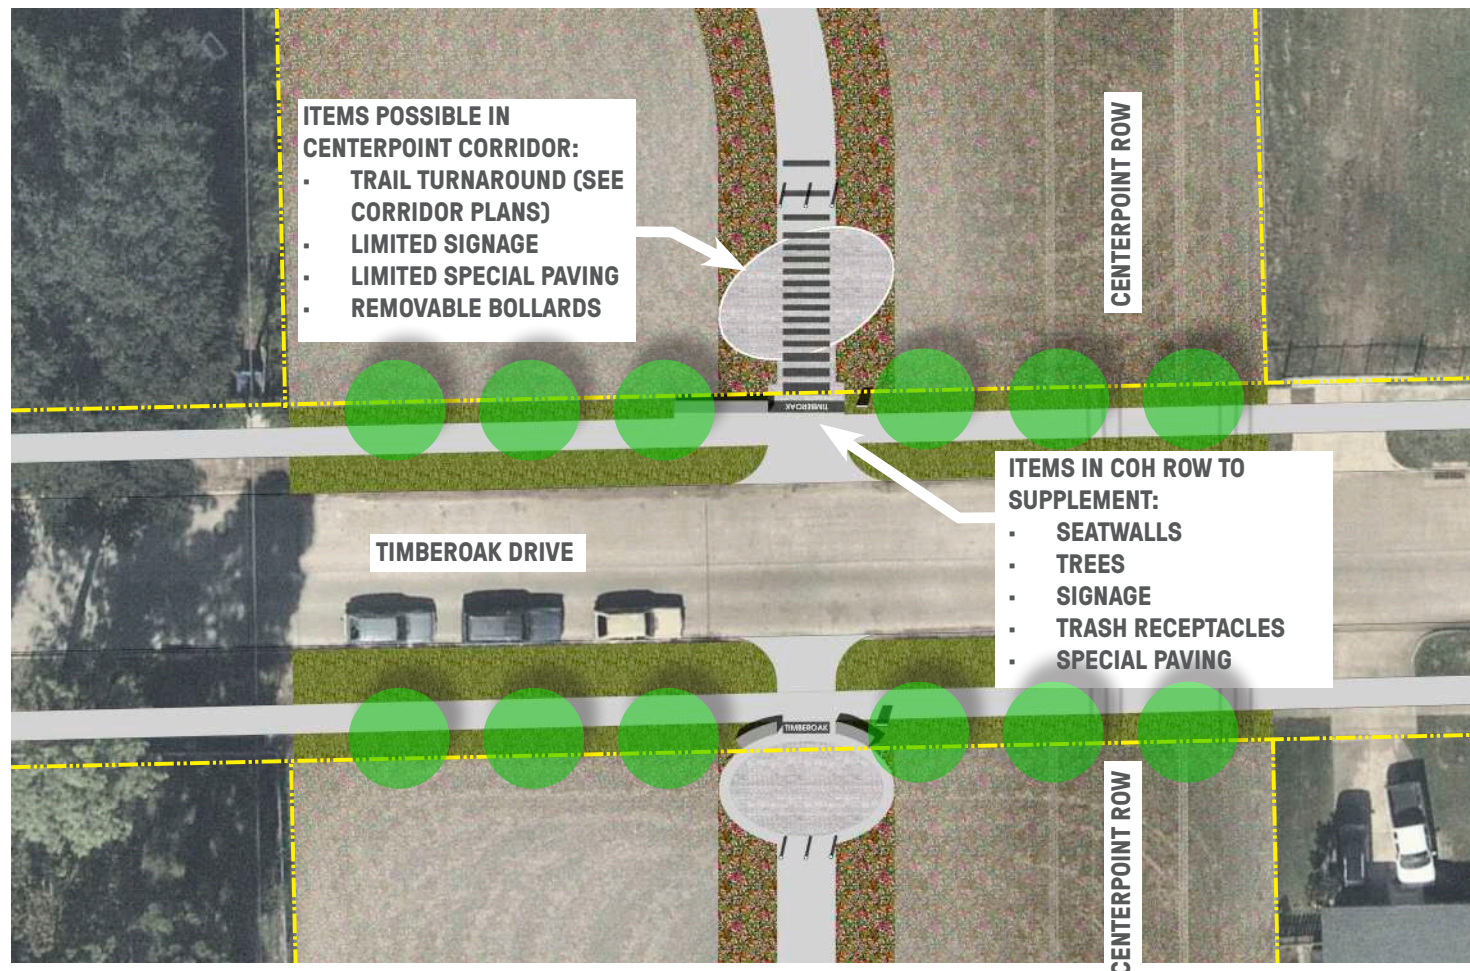 ITEMS POSSIBLE IN
CENTERPOINT CORRIDOR:
· TRAIL TURNAROUND (SEE
CORRIDOR PLANS)
· LIMITED SIGNAGE
· LIMITED SPECIAL PAVING
· REMOVABLE BOLLARDS
CENTERPOINT ROW
TIMBEROAK
ITEMS IN COH ROW TO
SUPPLEMENT:
· SEATWALLS
· TREES
· SIGNAGE
· TRASH RECEPTACLES
· SPECIAL PAVING
TIMBEROAK DRIVE
TIMBEROAK
CENTERPOINT ROW